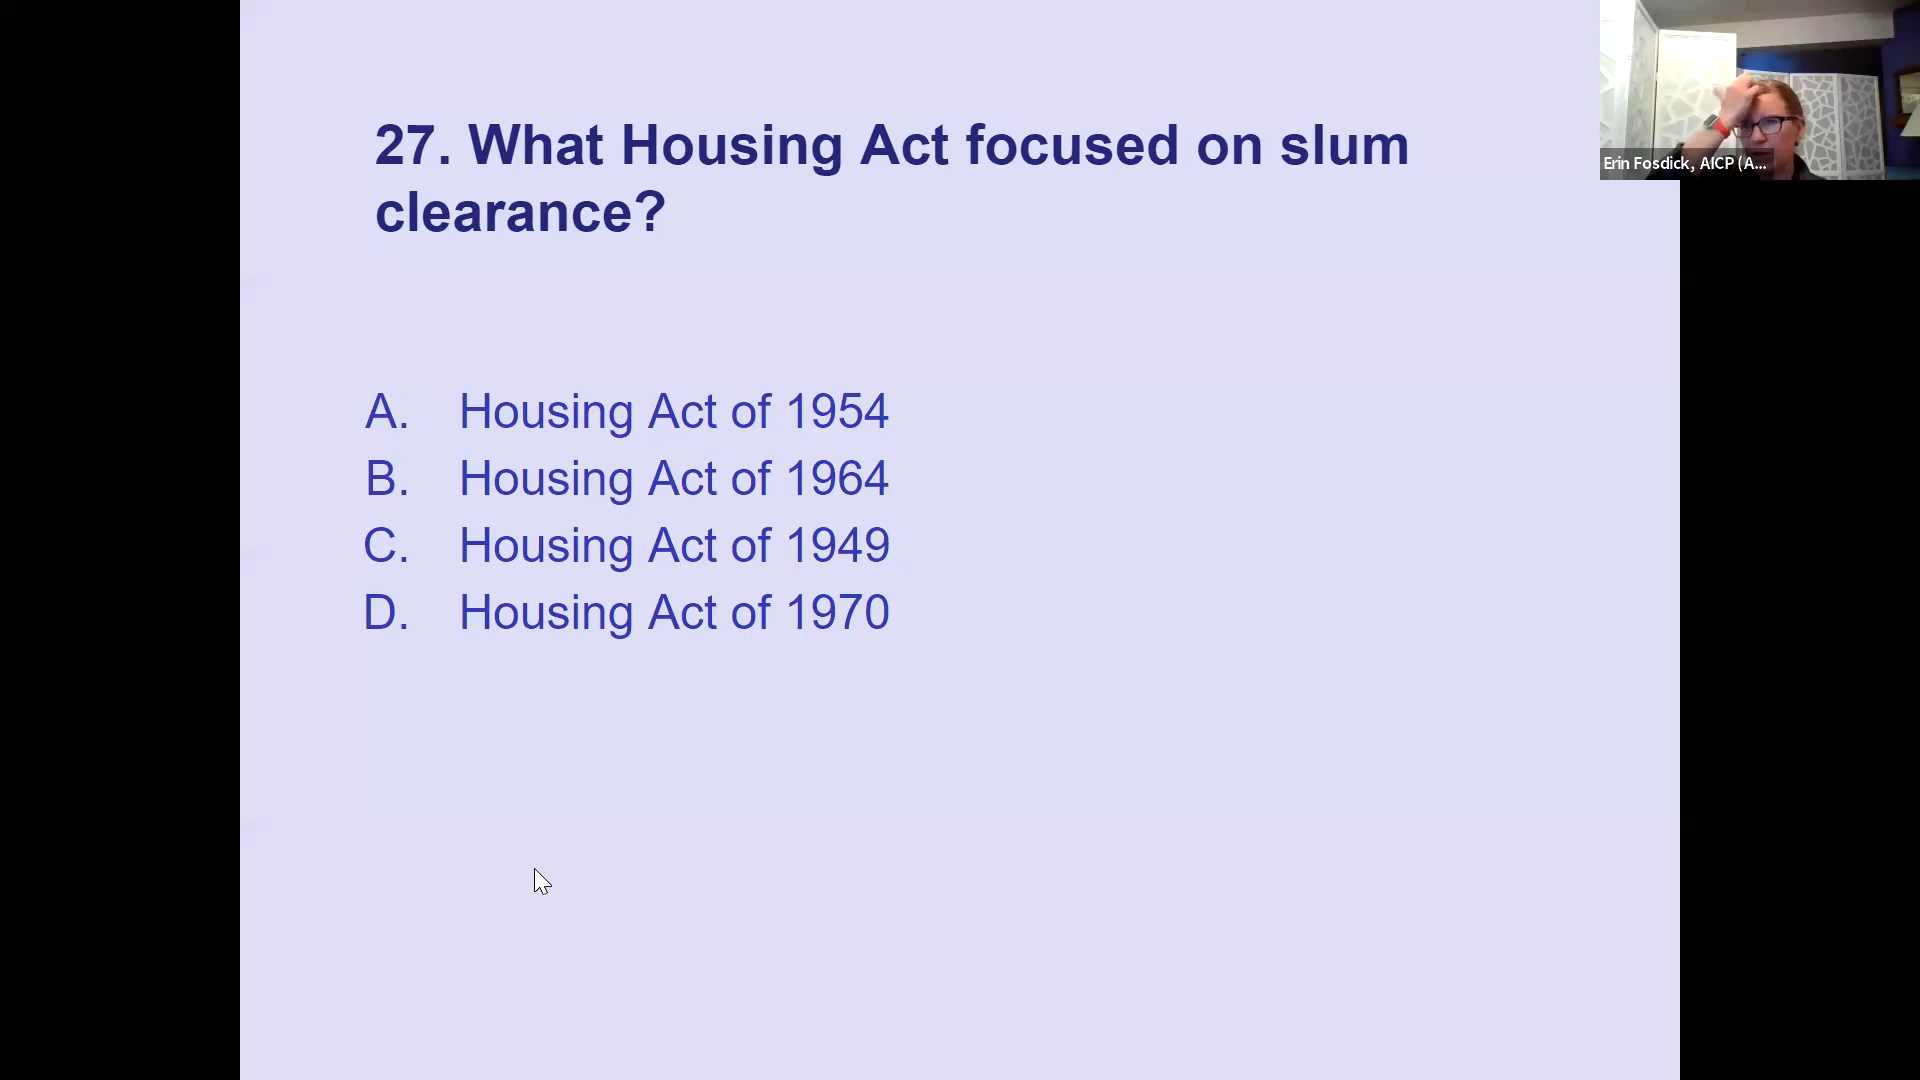 27. What Housing Act focused on slum
clearance?
A. Housing Act of 1954
B. Housing Act of 1964
C. Housing Act of 1949
D. Housing Act of 1970
Erin Fosdick, AICP (A...